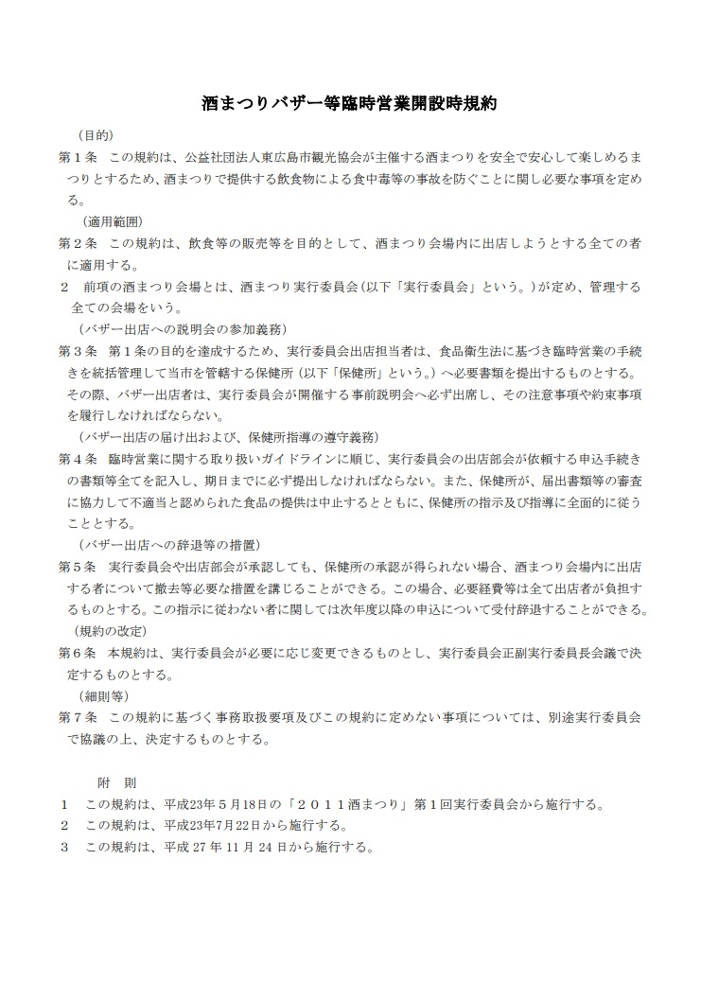 酒まつりバザー等臨時営業開設時規約
（目的）
第１条　この規約は、公益社団法人東広島市観光協会が主催する酒まつりを安全で安心して楽しめるま
つりとするため、酒まつりで提供する飲食物による食中毒等の事故を防ぐことに関し必要な事項を定め
る。
（適用範囲）
第２条　この規約は、飲食等の販売等を目的として、酒まつり会場内に出店しようとする全ての者
に適用する。
２　前項の酒まつり会場とは、酒まつり実行委員会(以下「実行委員会」という。)が定め、管理する
全ての会場をいう。
（バザー出店への説明会の参加義務）
第３条　第１条の目的を達成するため、実行委員会出店担当者は、食品衛生法に基づき臨時営業の手続
きを統括管理して当市を管轄する保健所（以下「保健所」という。）へ必要書類を提出するものとする。
その際、バザー出店者は、実行委員会が開催する事前説明会へ必ず出席し、その注意事項や約束事項
を履行しなければならない。
（バザー出店の届け出および、保健所指導の遵守義務）
第４条　臨時営業に関する取り扱いガイドラインに順じ、実行委員会の出店部会が依頼する申込手続き
の書類等全てを記入し、期日までに必ず提出しなければならない。また、保健所が、届出書類等の審査
に協力して不適当と認められた食品の提供は中止するとともに、保健所の指示及び指導に全面的に従う
こととする。
（バザー出店への辞退等の措置）
第５条　実行委員会や出店部会が承認しても、保健所の承認が得られない場合、酒まつり会場内に出店
する者について撤去等必要な措置を講じることができる。この場合、必要経費等は全て出店者が負担す
るものとする。この指示に従わない者に関しては次年度以降の申込について受付辞退することができる。
（規約の改定）
第６条　本規約は、実行委員会が必要に応じ変更できるものとし、実行委員会正副実行委員長会議で決
定するものとする。
（細則等）
第７条　この規約に基づく事務取扱要項及びこの規約に定めない事項については、別途実行委員会
で協議の上、決定するものとする。
附　則
１　この規約は、平成23年５月18日の「２０１１酒まつり」第１回実行委員会から施行する。
２　この規約は、平成23年7月22日から施行する。
３　この規約は、平成 27 年 11 月 24 日から施行する。